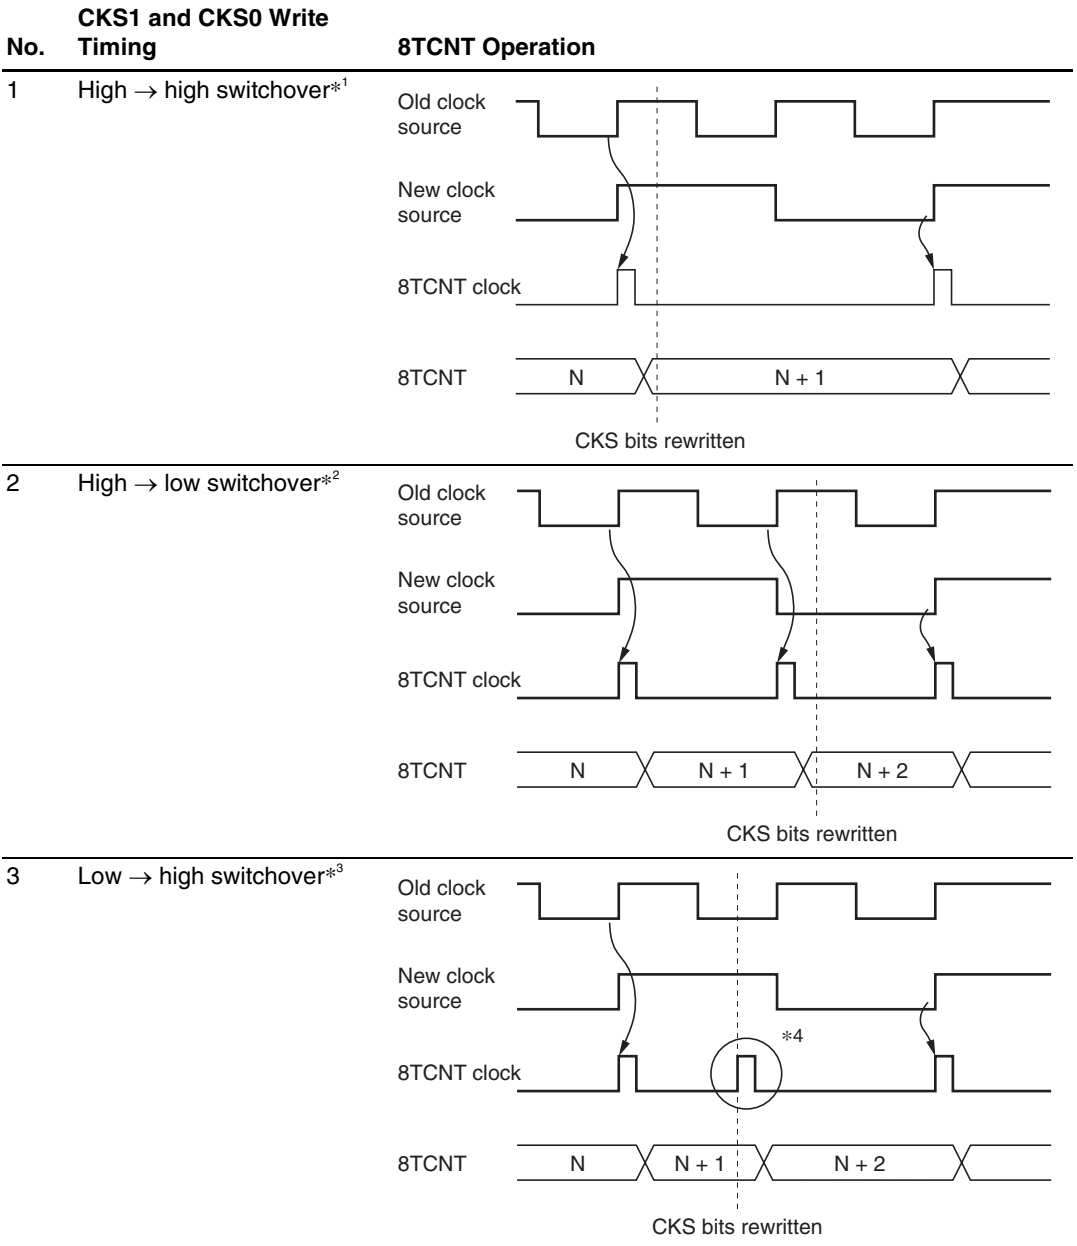 CKS1 and CKS0 Write
No. Timing 8TCNT Operation
1 High → high switchover*1
Old clock
source
New clock
source
8TCNT clock
8TCNT N N + 1
CKS bits rewritten
2 High → low switchover*2
Old clock
source
New clock
source
8TCNT clock
8TCNT N N + 1 N + 2
CKS bits rewritten
3 Low → high switchover*3
Old clock
source
New clock
source
*4
8TCNT clock
8TCNT N N + 1 N + 2
CKS bits rewritten